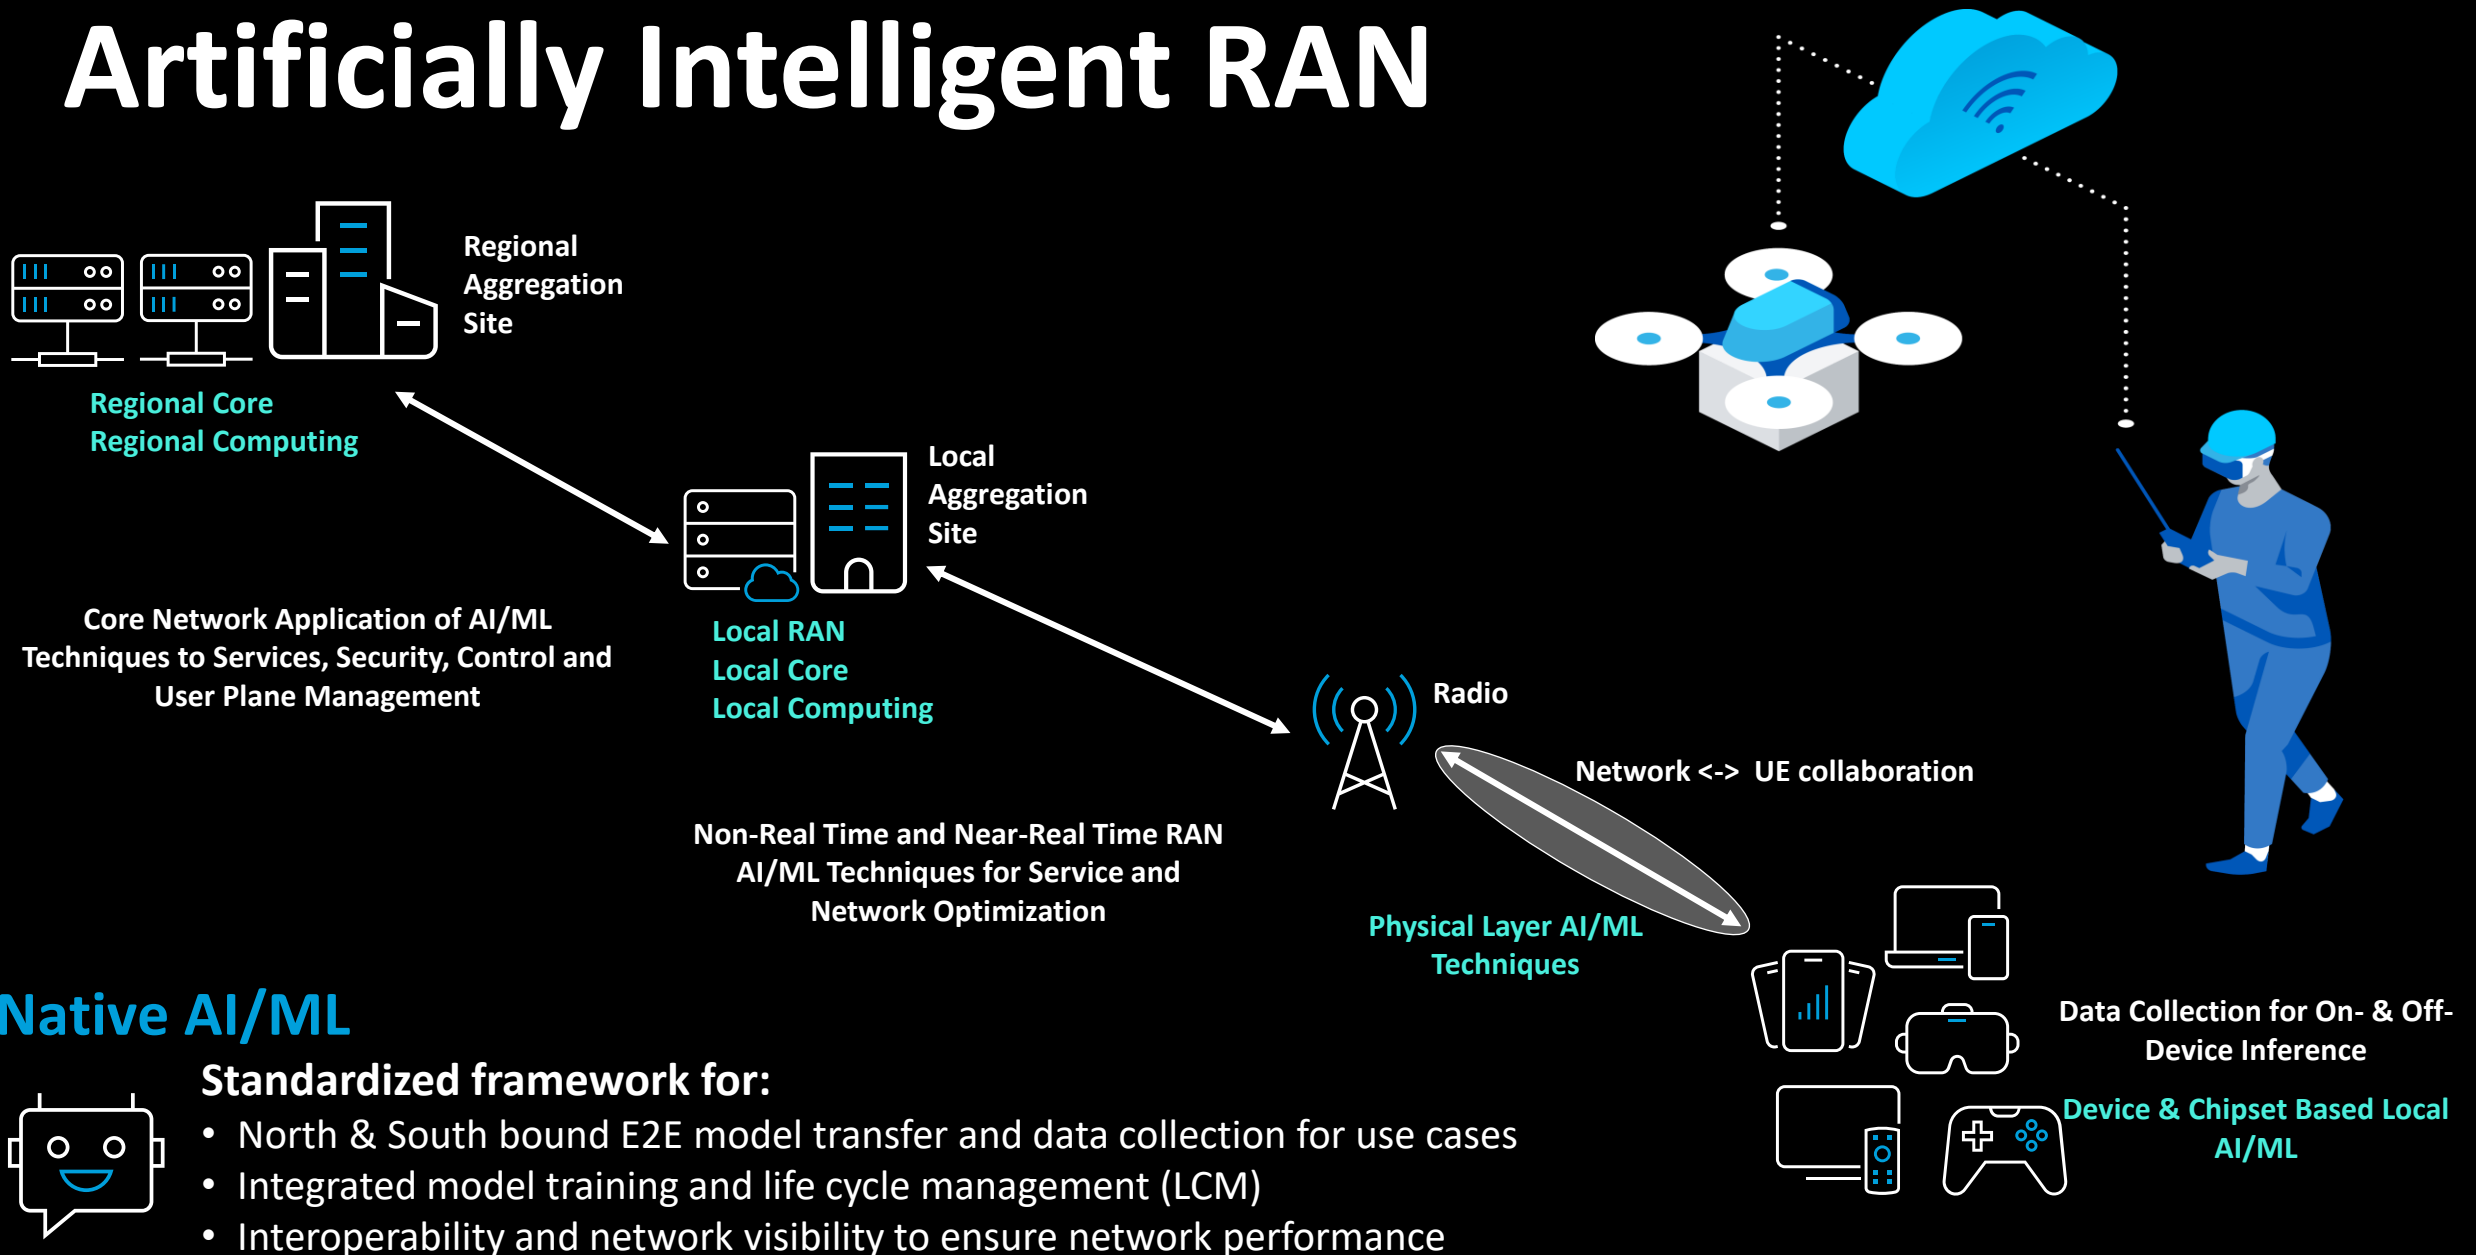 Artificially Intelligent RAN
Regional
Aggregation
Site
Regional Core
Regional Computing
Local
Aggregation
Site
Local RAN
Local Core
Local Computing
Core Network Application of AI/ML
Techniques to Services, Security, Control and
User Plane Management
Radio
Network <-> UE collaboration
Non-Real Time and Near-Real Time RAN
AI/ML Techniques for Service and
Network Optimization
Physical Layer AI/ML
Techniques
Data Collection for On- & Off-
Device Inference
Device & Chipset Based Local
AI/ML
Native AI/ML
Standardized framework for:
• North & South bound E2E model transfer and data collection for use cases
• Integrated model training and life cycle management (LCM)
• Interoperability and network visibility to ensure network performance